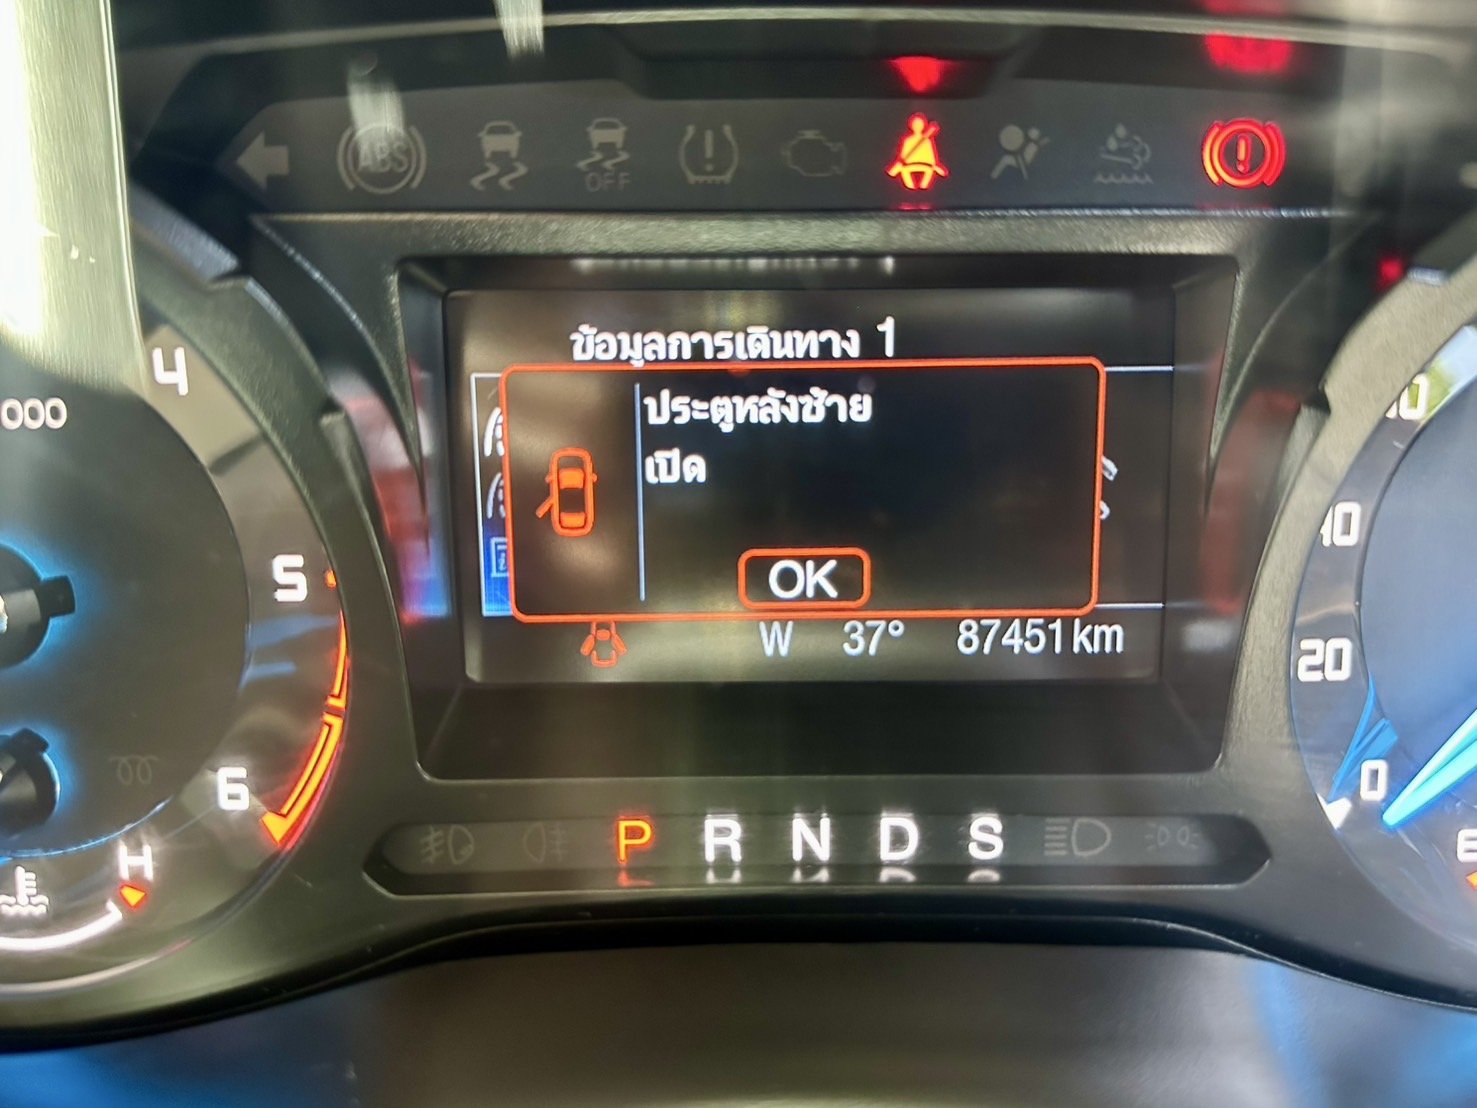 ABS
OFF
ข้อมูลการเดินทาง 1
ประตูหลังซ้าย
เปิด
OK
W 37° 87451 km
P R N D S
4
000
5
6
H
20
0
E